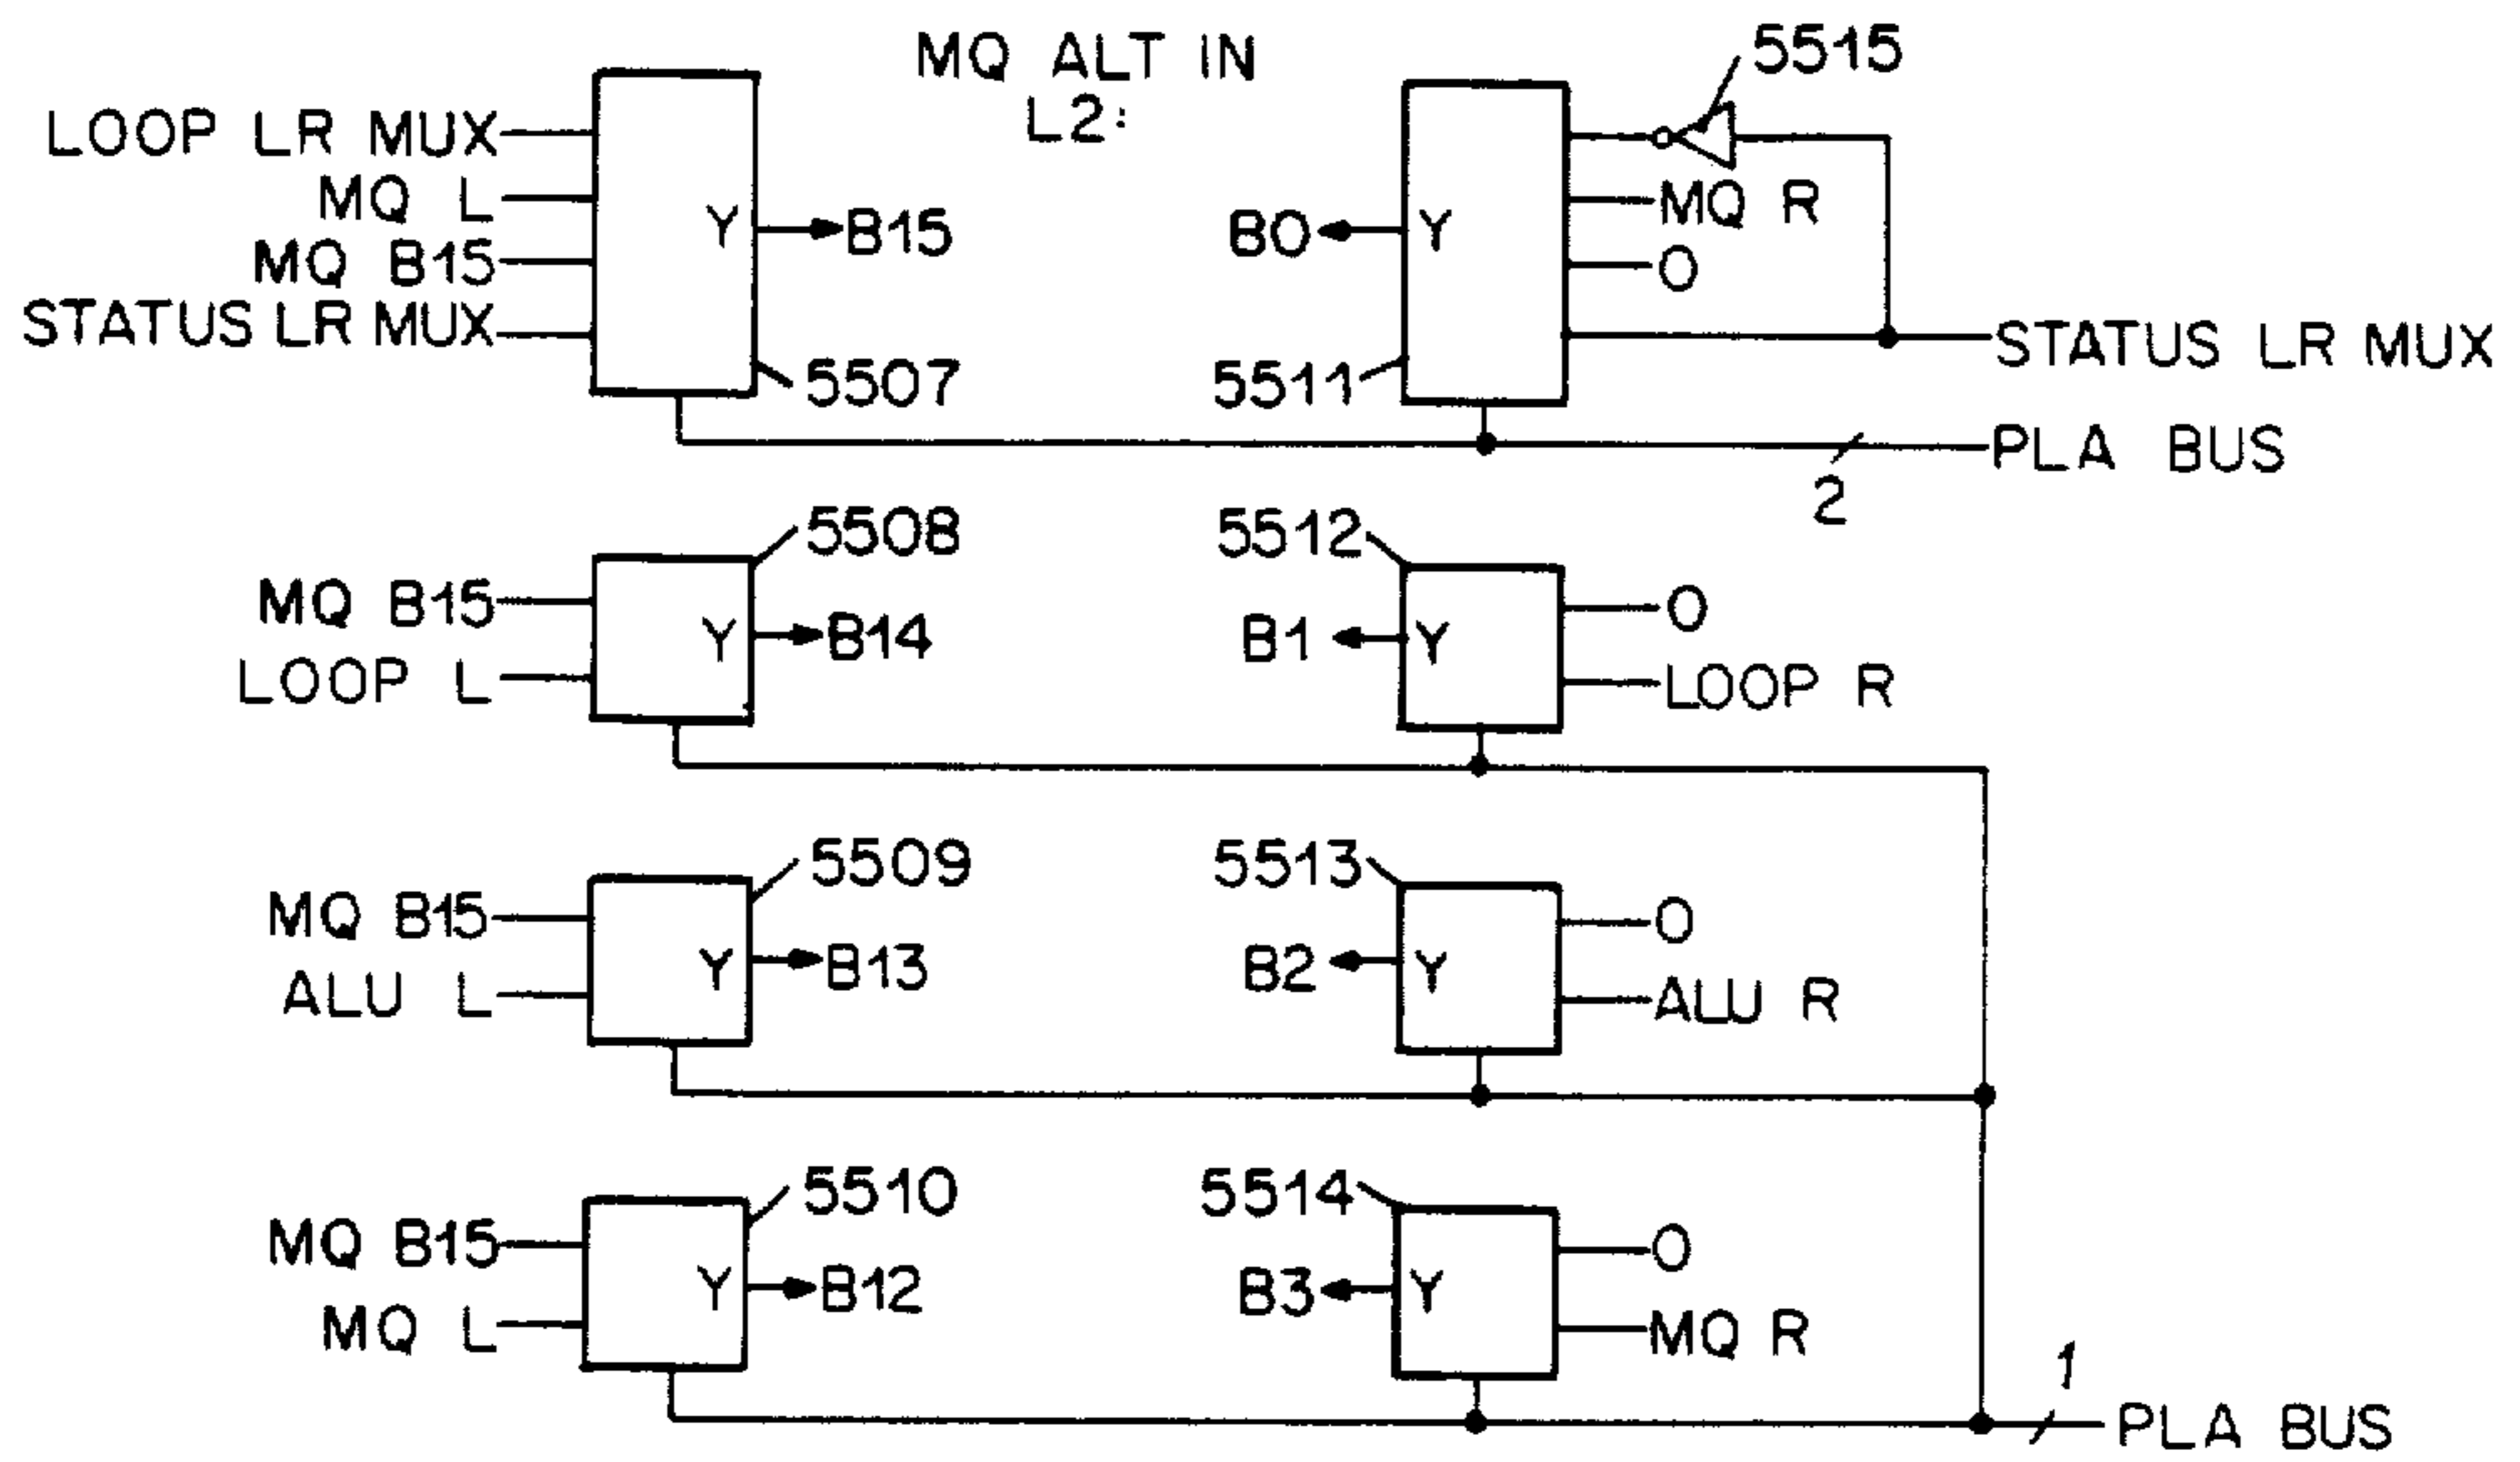 MQ ALT IN
L2:
5515
LOOP LR MUX
MQ L
MQ B15
STATUS LR MUX
Y
B15
5507
B0
Y
5511
MQ R
0
STATUS LR MUX
PLA BUS
2
5508
MQ B15
LOOP L
Y
B14
5512
B1
Y
0
LOOP R
5509
MQ B15
ALU L
Y
B13
5513
B2
Y
0
ALU R
5510
MQ B15
MQ L
Y
B12
5514
B3
Y
0
MQ R
1
PLA BUS